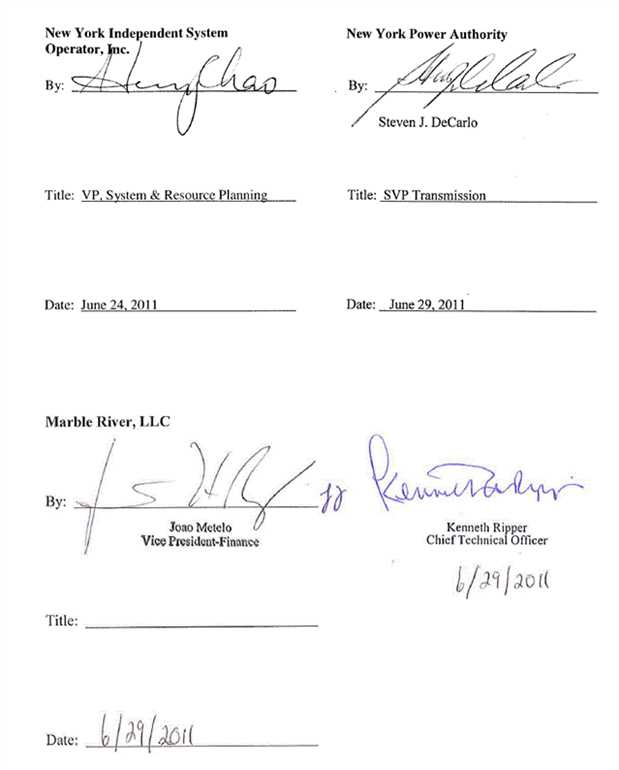 New York Independent System
Operator, Inc.
By: Henry Chao
Title: VP, System & Resource Planning
Date: June 24, 2011
New York Power Authority
By:
Steven J. DeCarlo
Title: SVP Transmission
Date: June 29, 2011
Marble River, LLC
By:
Joao Metelo
Vice President-Finance
Kenneth Ripper
Chief Technical Officer
6/29/2011
Title:
Date: 6/29/2011